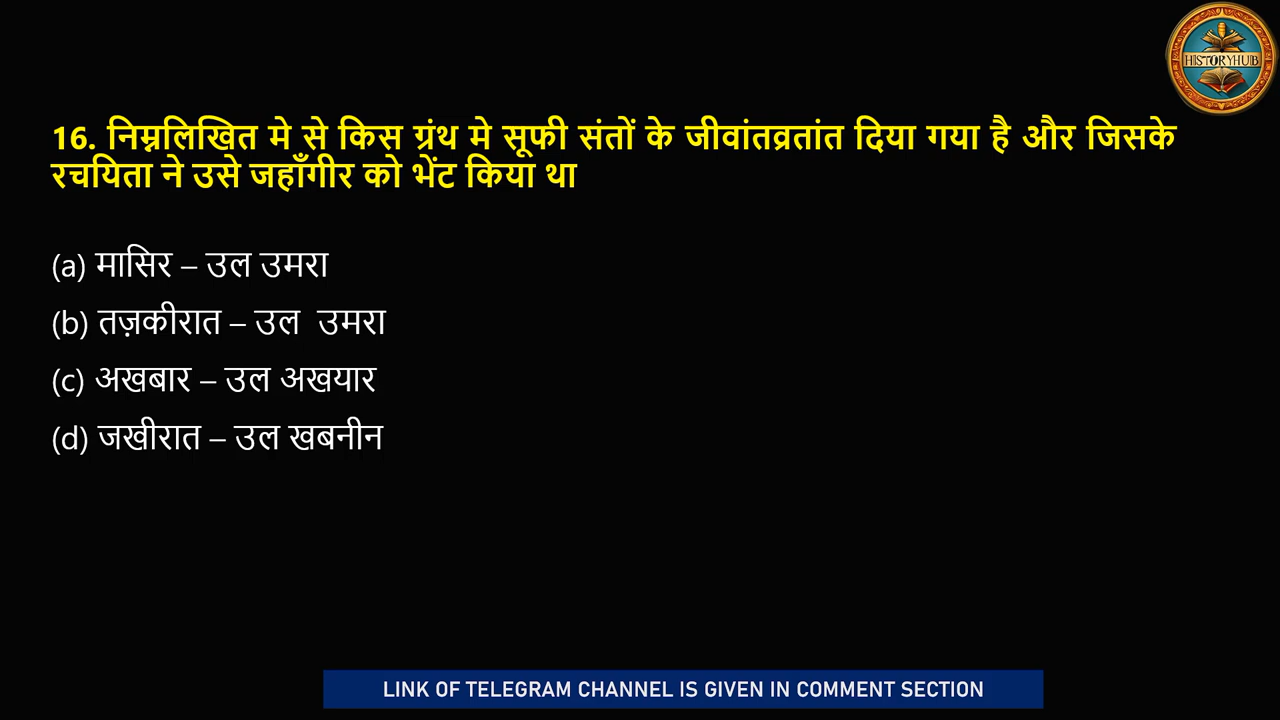 HISTORYHUB
16. निम्नलिखित मे से किस ग्रंथ मे सूफी संतों के जीवांतव्रतांत दिया गया है और जिसके
रचयिता ने उसे जहाँगीर को भेंट किया था
(a) मासिर – उल उमरा
(b) तज़कीरात – उल उमरा
(c) अखबार – उल अखयार
(d) जखीरात – उल खबनीन
LINK OF TELEGRAM CHANNEL IS GIVEN IN COMMENT SECTION